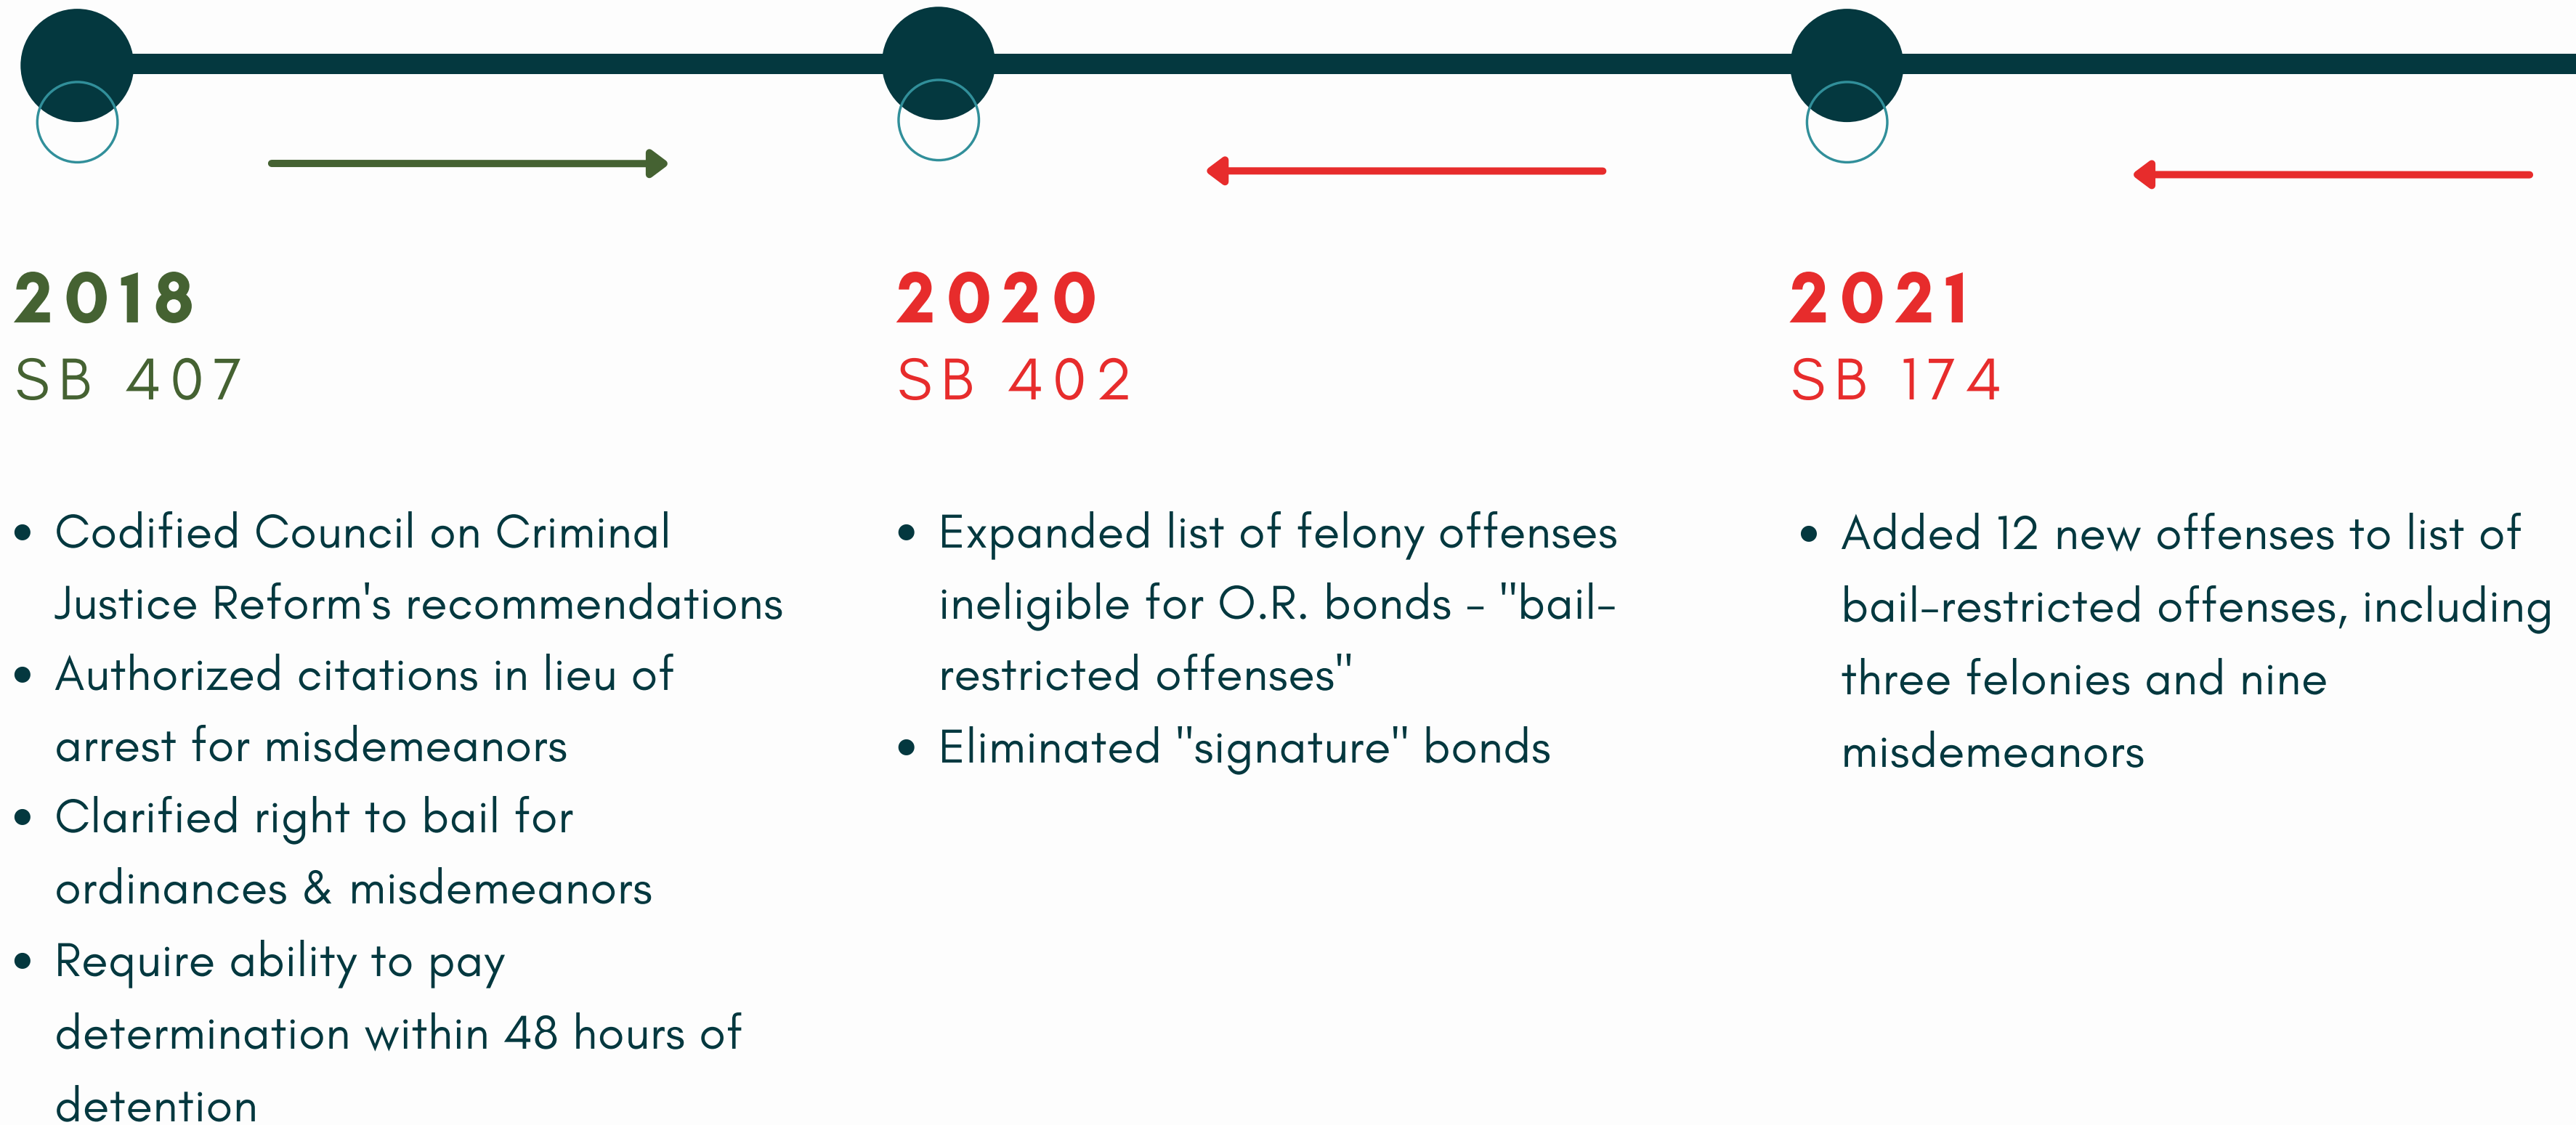 2018
SB 407
• Codified Council on Criminal
Justice Reform's recommendations
• Authorized citations in lieu of
arrest for misdemeanors
• Clarified right to bail for
ordinances & misdemeanors
• Require ability to pay
determination within 48 hours of
detention
2020
SB 402
• Expanded list of felony offenses
ineligible for O.R. bonds - "bail-
restricted offenses"
• Eliminated "signature" bonds
2021
SB 174
• Added 12 new offenses to list of
bail-restricted offenses, including
three felonies and nine
misdemeanors